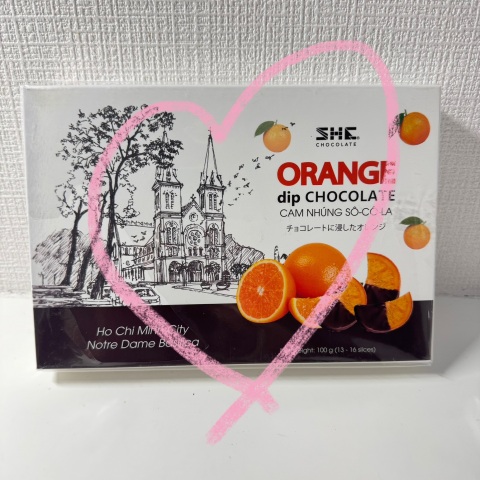 SHE
CHOCOLATE
ORANGE
dip CHOCOLATE
CAM NHÚNG SÔ-CÔ-LA
チョコレートに浸したオレンジ
Ho Chi Minh City
Notre Dame Basilica
Weight: 100 g (13 - 16 slices)